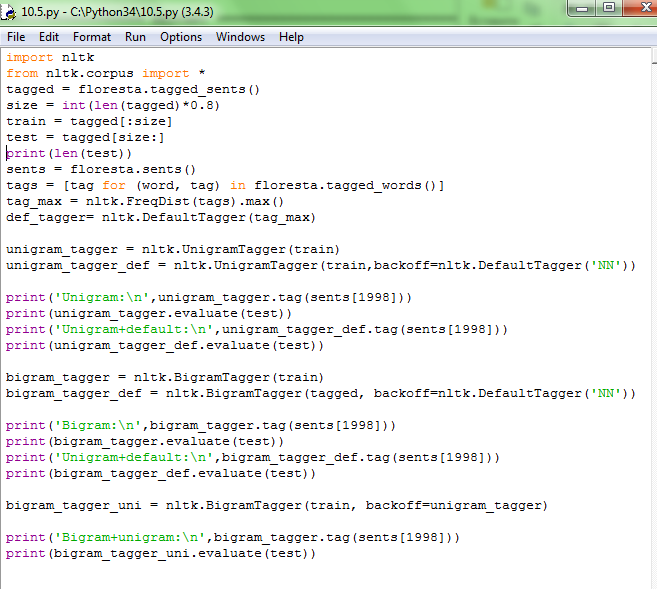 10.5.py - C:\Python34\10.5.py (3.4.3)
File Edit Format Run Options Windows Help
import nltk
from nltk.corpus import *
tagged = floresta.tagged_sents()
size = int(len(tagged)*0.8)
train = tagged[:size]
test = tagged[size:]
print(len(test))
sents = floresta.sents()
tags = [tag for (word, tag) in floresta.tagged_words()]
tag_max = nltk.FreqDist(tags).max()
def_tagger= nltk.DefaultTagger(tag_max)
unigram_tagger = nltk.UnigramTagger(train)
unigram_tagger_def = nltk.UnigramTagger(train,backoff=nltk.DefaultTagger('NN'))
print('Unigram:\n',unigram_tagger.tag(sents[1998]))
print(unigram_tagger.evaluate(test))
print('Unigram+default:\n',unigram_tagger_def.tag(sents[1998]))
print(unigram_tagger_def.evaluate(test))
bigram_tagger = nltk.BigramTagger(train)
bigram_tagger_def = nltk.BigramTagger(tagged, backoff=nltk.DefaultTagger('NN'))
print('Bigram:\n',bigram_tagger.tag(sents[1998]))
print(bigram_tagger.evaluate(test))
print('Unigram+default:\n',bigram_tagger_def.tag(sents[1998]))
print(bigram_tagger_def.evaluate(test))
bigram_tagger_uni = nltk.BigramTagger(train, backoff=unigram_tagger)
print('Bigram+unigram:\n',bigram_tagger.tag(sents[1998]))
print(bigram_tagger_uni.evaluate(test))